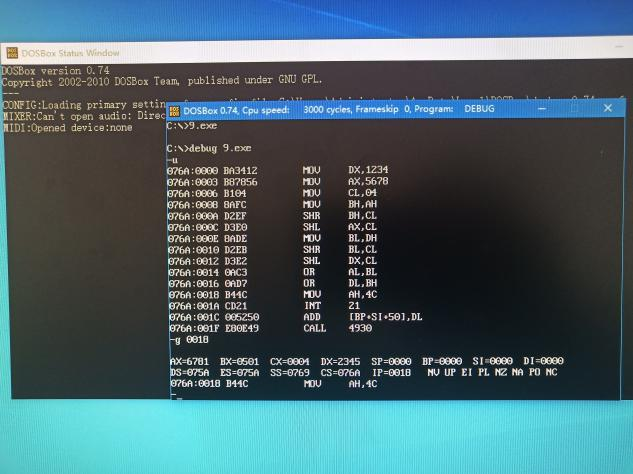 DOSBox Status Window
DOSBox version 0.74
Copyright 2002-2010 DOSBox Team, published under GNU GPL.
---
CONFIG:Loading primary settin
MIXER:Can't open audio: Direc
MIDI:Opened device:none
DOSBox 0.74, Cpu speed: 3000 cycles, Frameskip 0, Program: DEBUG
C:\>9.exe
C:\>debug 9.exe
-u
076A:0000 BA3412 MOV DX,1234
076A:0003 B87856 MOV AX,5678
076A:0006 B104 MOV CL,04
076A:0008 8AFC MOV BH,AH
076A:000A D2EF SHR BH,CL
076A:000C D3E0 SHL AX,CL
076A:000E 8ADE MOV BL,DH
076A:0010 D2EB SHR BL,CL
076A:0012 D3E2 SHL DX,CL
076A:0014 0AC3 OR AL,BL
076A:0016 0AD7 OR DL,BH
076A:0018 B44C MOV AH,4C
076A:001A CD21 INT 21
076A:001C 005250 ADD [BP+SI+50],DL
076A:001F E80E49 CALL 4930
-g 0018
AX=6781 BX=0501 CX=0004 DX=2345 SP=0000 BP=0000 SI=0000 DI=0000
DS=075A ES=075A SS=0769 CS=076A IP=0018 NV UP EI PL NZ NA PO NC
076A:0018 B44C MOV AH,4C
-_